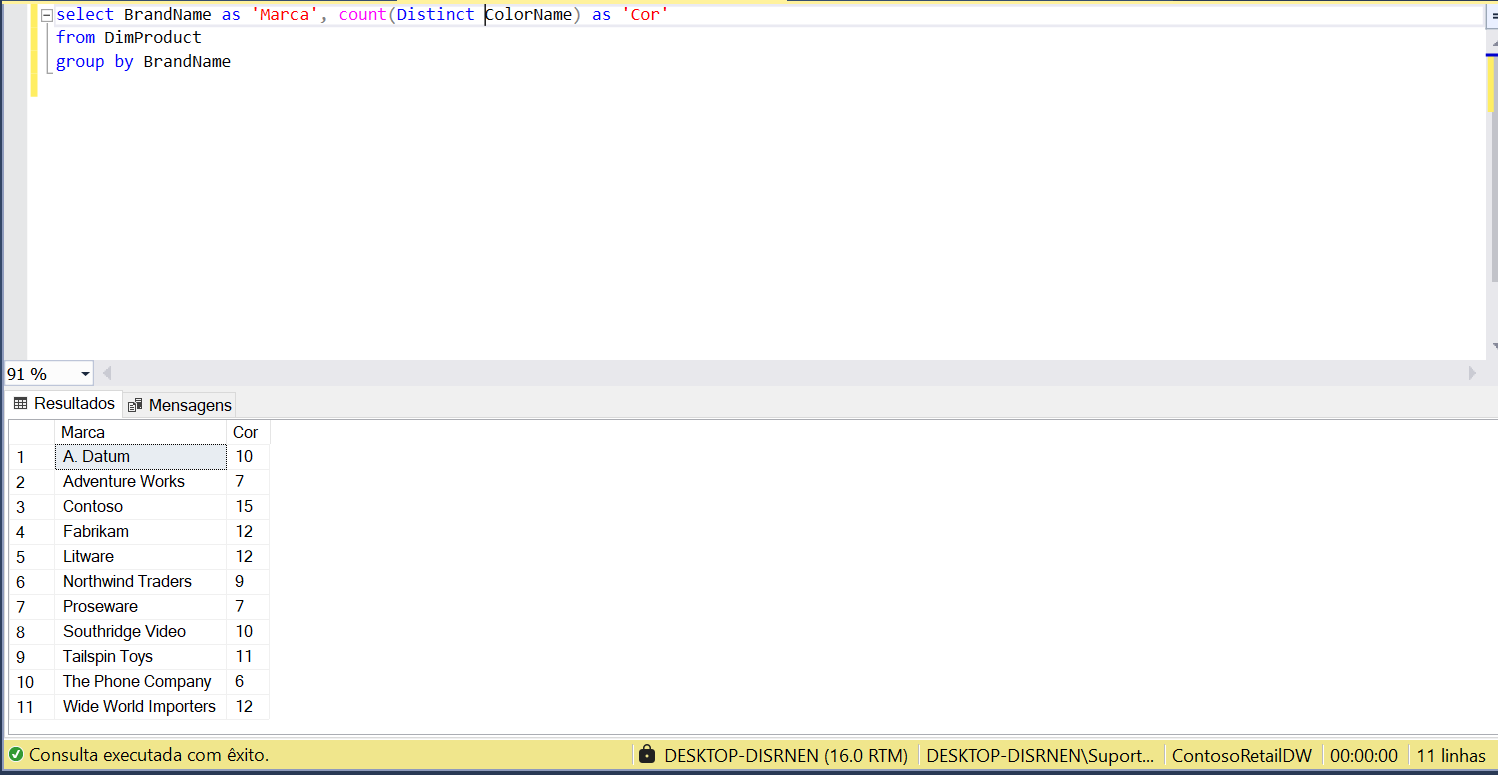 select BrandName as 'Marca', count(Distinct ColorName) as 'Cor'
from DimProduct
group by BrandName
91 %
Resultados Mensagens
Marca Cor
1 A. Datum 10
2 Adventure Works 7
3 Contoso 15
4 Fabrikam 12
5 Litware 12
6 Northwind Traders 9
7 Proseware 7
8 Southridge Video 10
9 Tailspin Toys 11
10 The Phone Company 6
11 Wide World Importers 12
Consulta executada com êxito. DESKTOP-DISRNEN (16.0 RTM) DESKTOP-DISRNEN\Suport... ContosoRetailDW 00:00:00 11 linhas